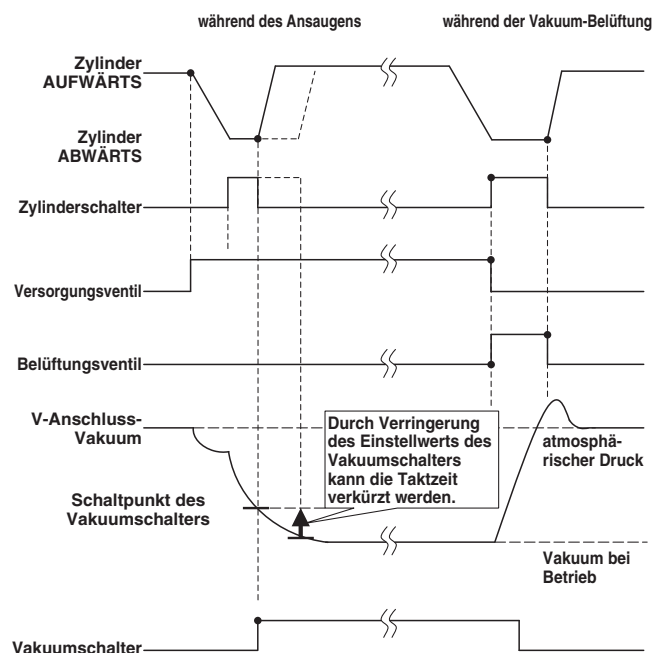 während des Ansaugens
während der Vakuum-Belüftung
Zylinder
AUFWÄRTS
Zylinder
ABWÄRTS
Zylinderschalter
Versorgungsventil
Belüftungsventil
V-Anschluss-
Vakuum
Durch Verringerung
des Einstellwerts des
Vakuumschalters
kann die Taktzeit
verkürzt werden.
atmosphä-
rischer Druck
Schaltpunkt des
Vakuumschalters
Vakuum bei
Betrieb
Vakuumschalter